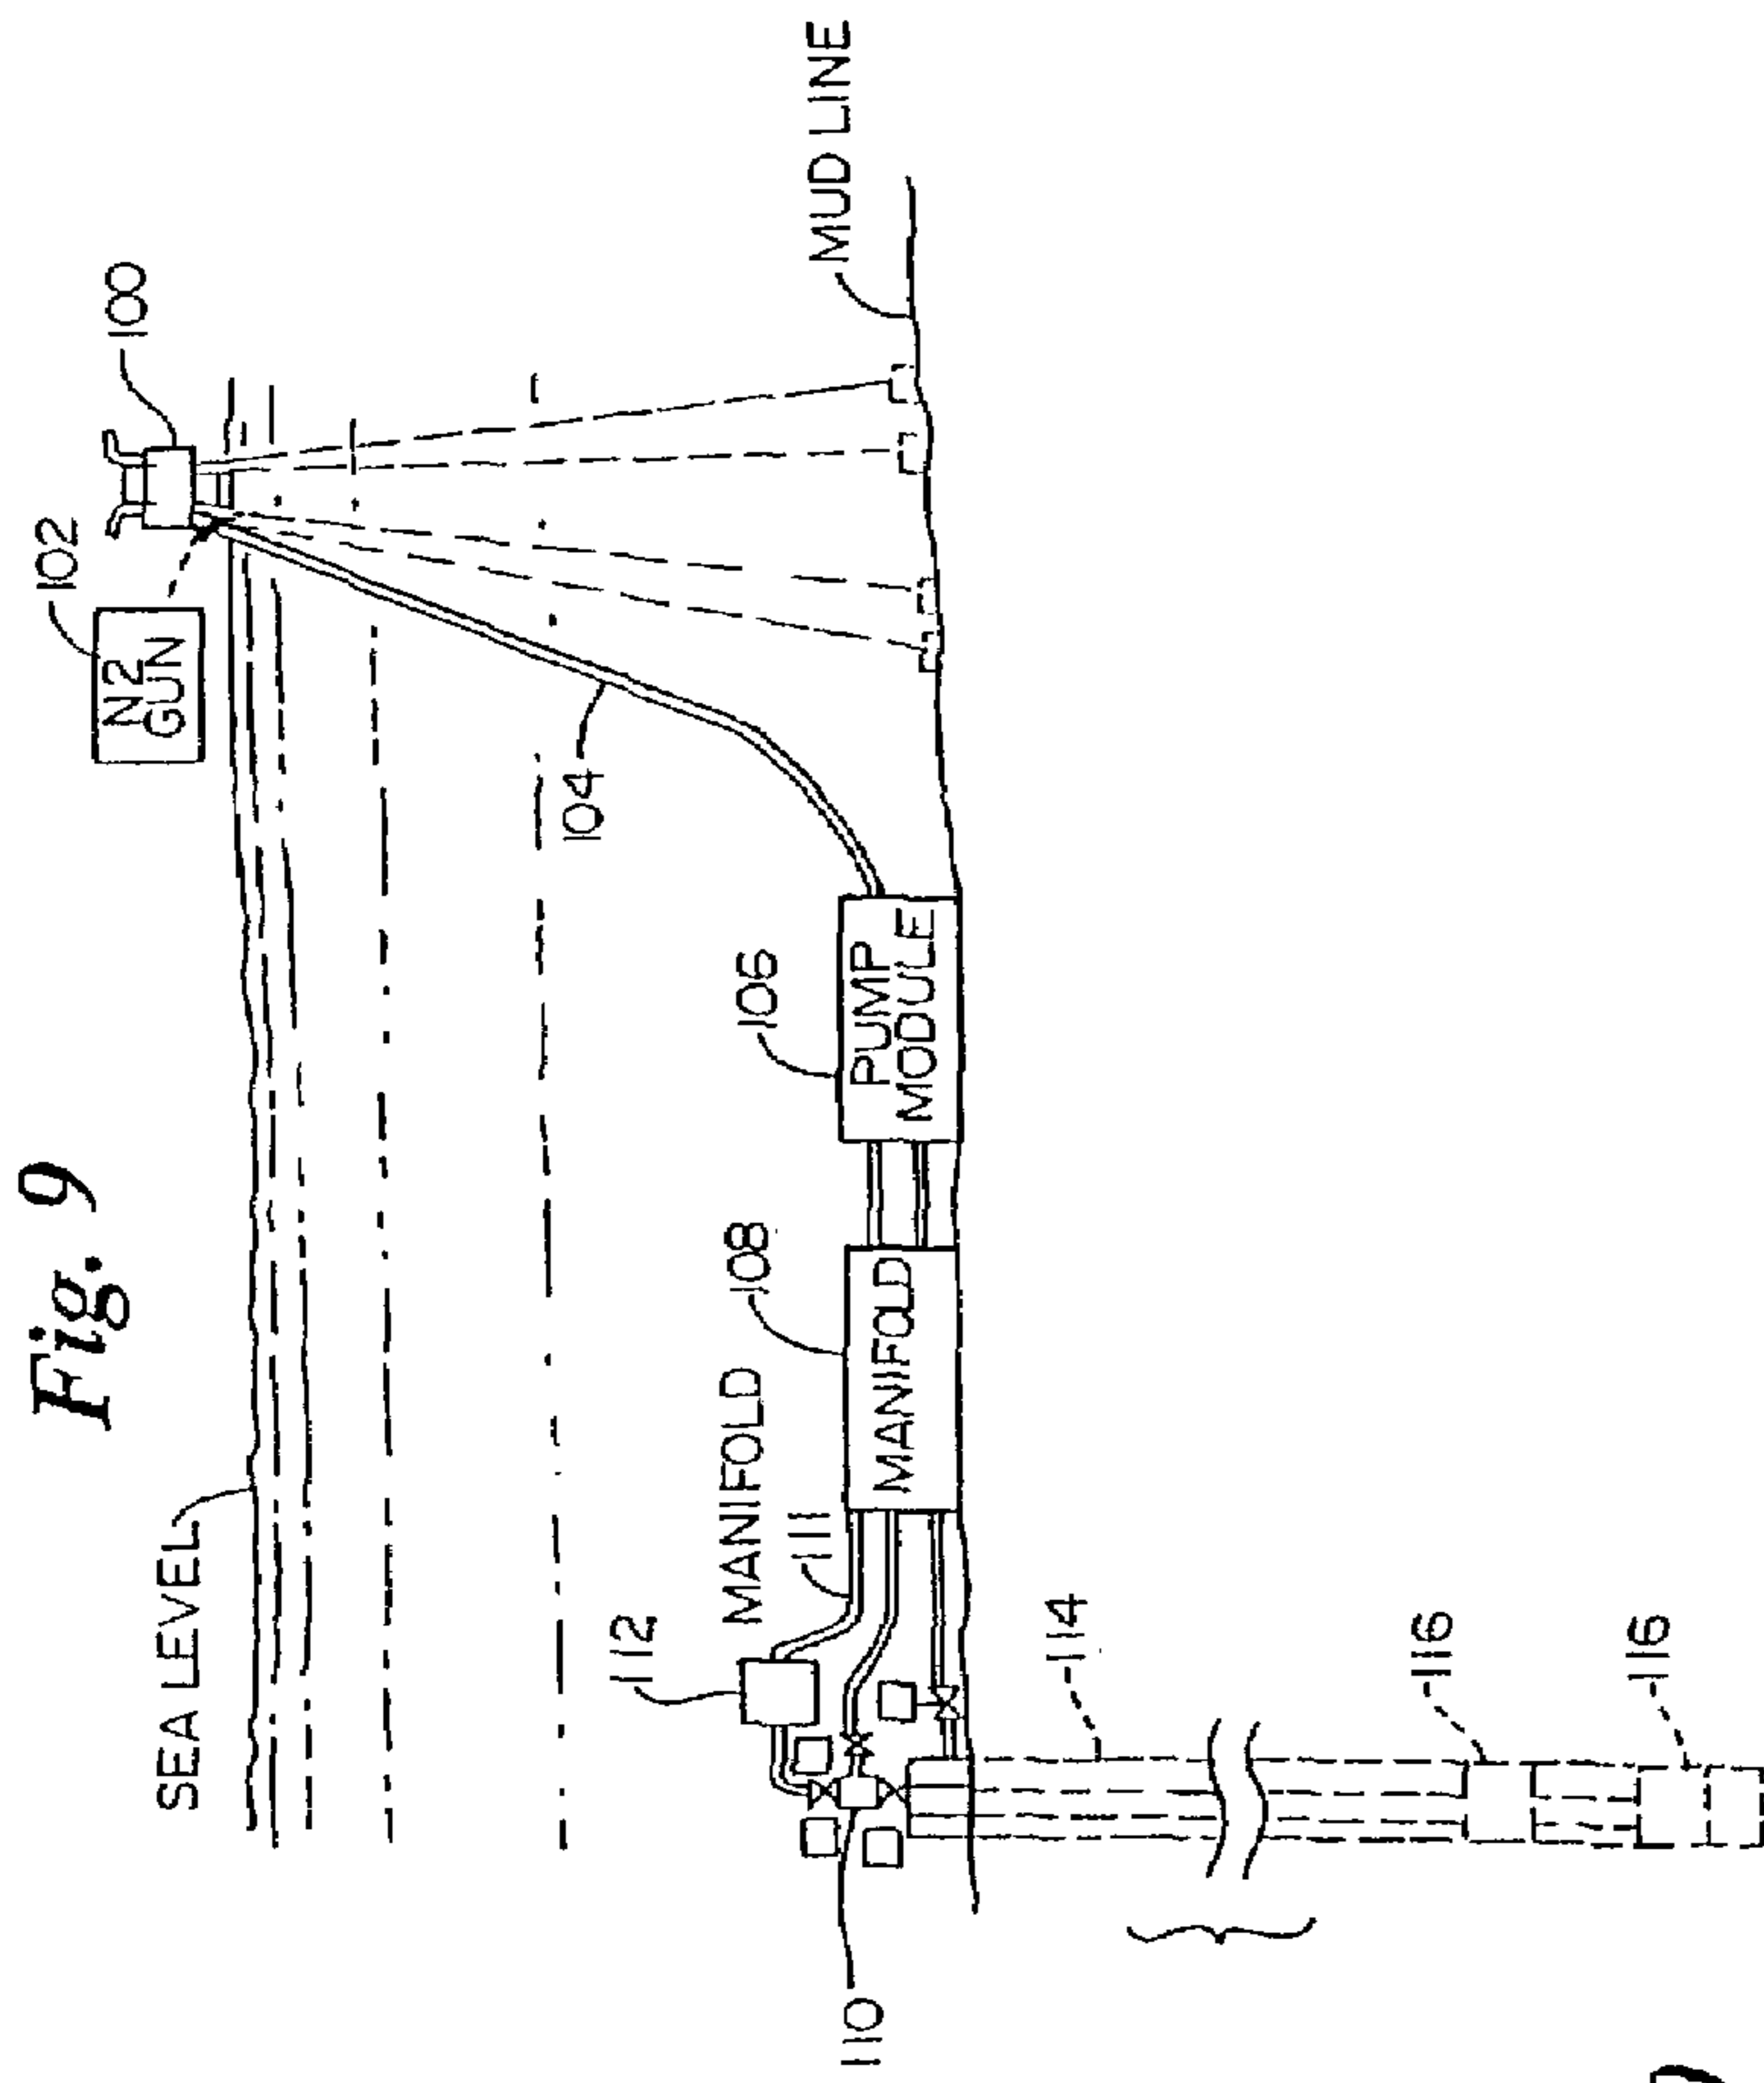 Fig. 9
102
N2
GUN
100
SEA LEVEL
104
MUD LINE
112
MANIFOLD
111
108
MANIFOLD
106
PUMP
MODULE
110
114
116
116